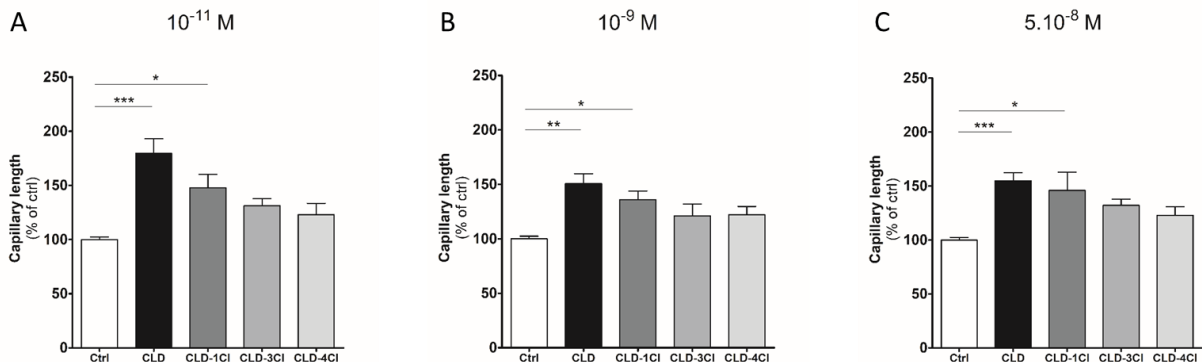 A
10⁻¹¹ M
250
200
150
100
50
0
Capillary length
(% of ctrl)
*
***
Ctrl CLD CLD-1Cl CLD-3Cl CLD-4Cl
B
10⁻⁹ M
250
200
150
100
50
0
Capillary length
(% of ctrl)
*
**
Ctrl CLD CLD-1Cl CLD-3Cl CLD-4Cl
C
5.10⁻⁸ M
250
200
150
100
50
0
Capillary length
(% of ctrl)
*
***
Ctrl CLD CLD-1Cl CLD-3Cl CLD-4Cl